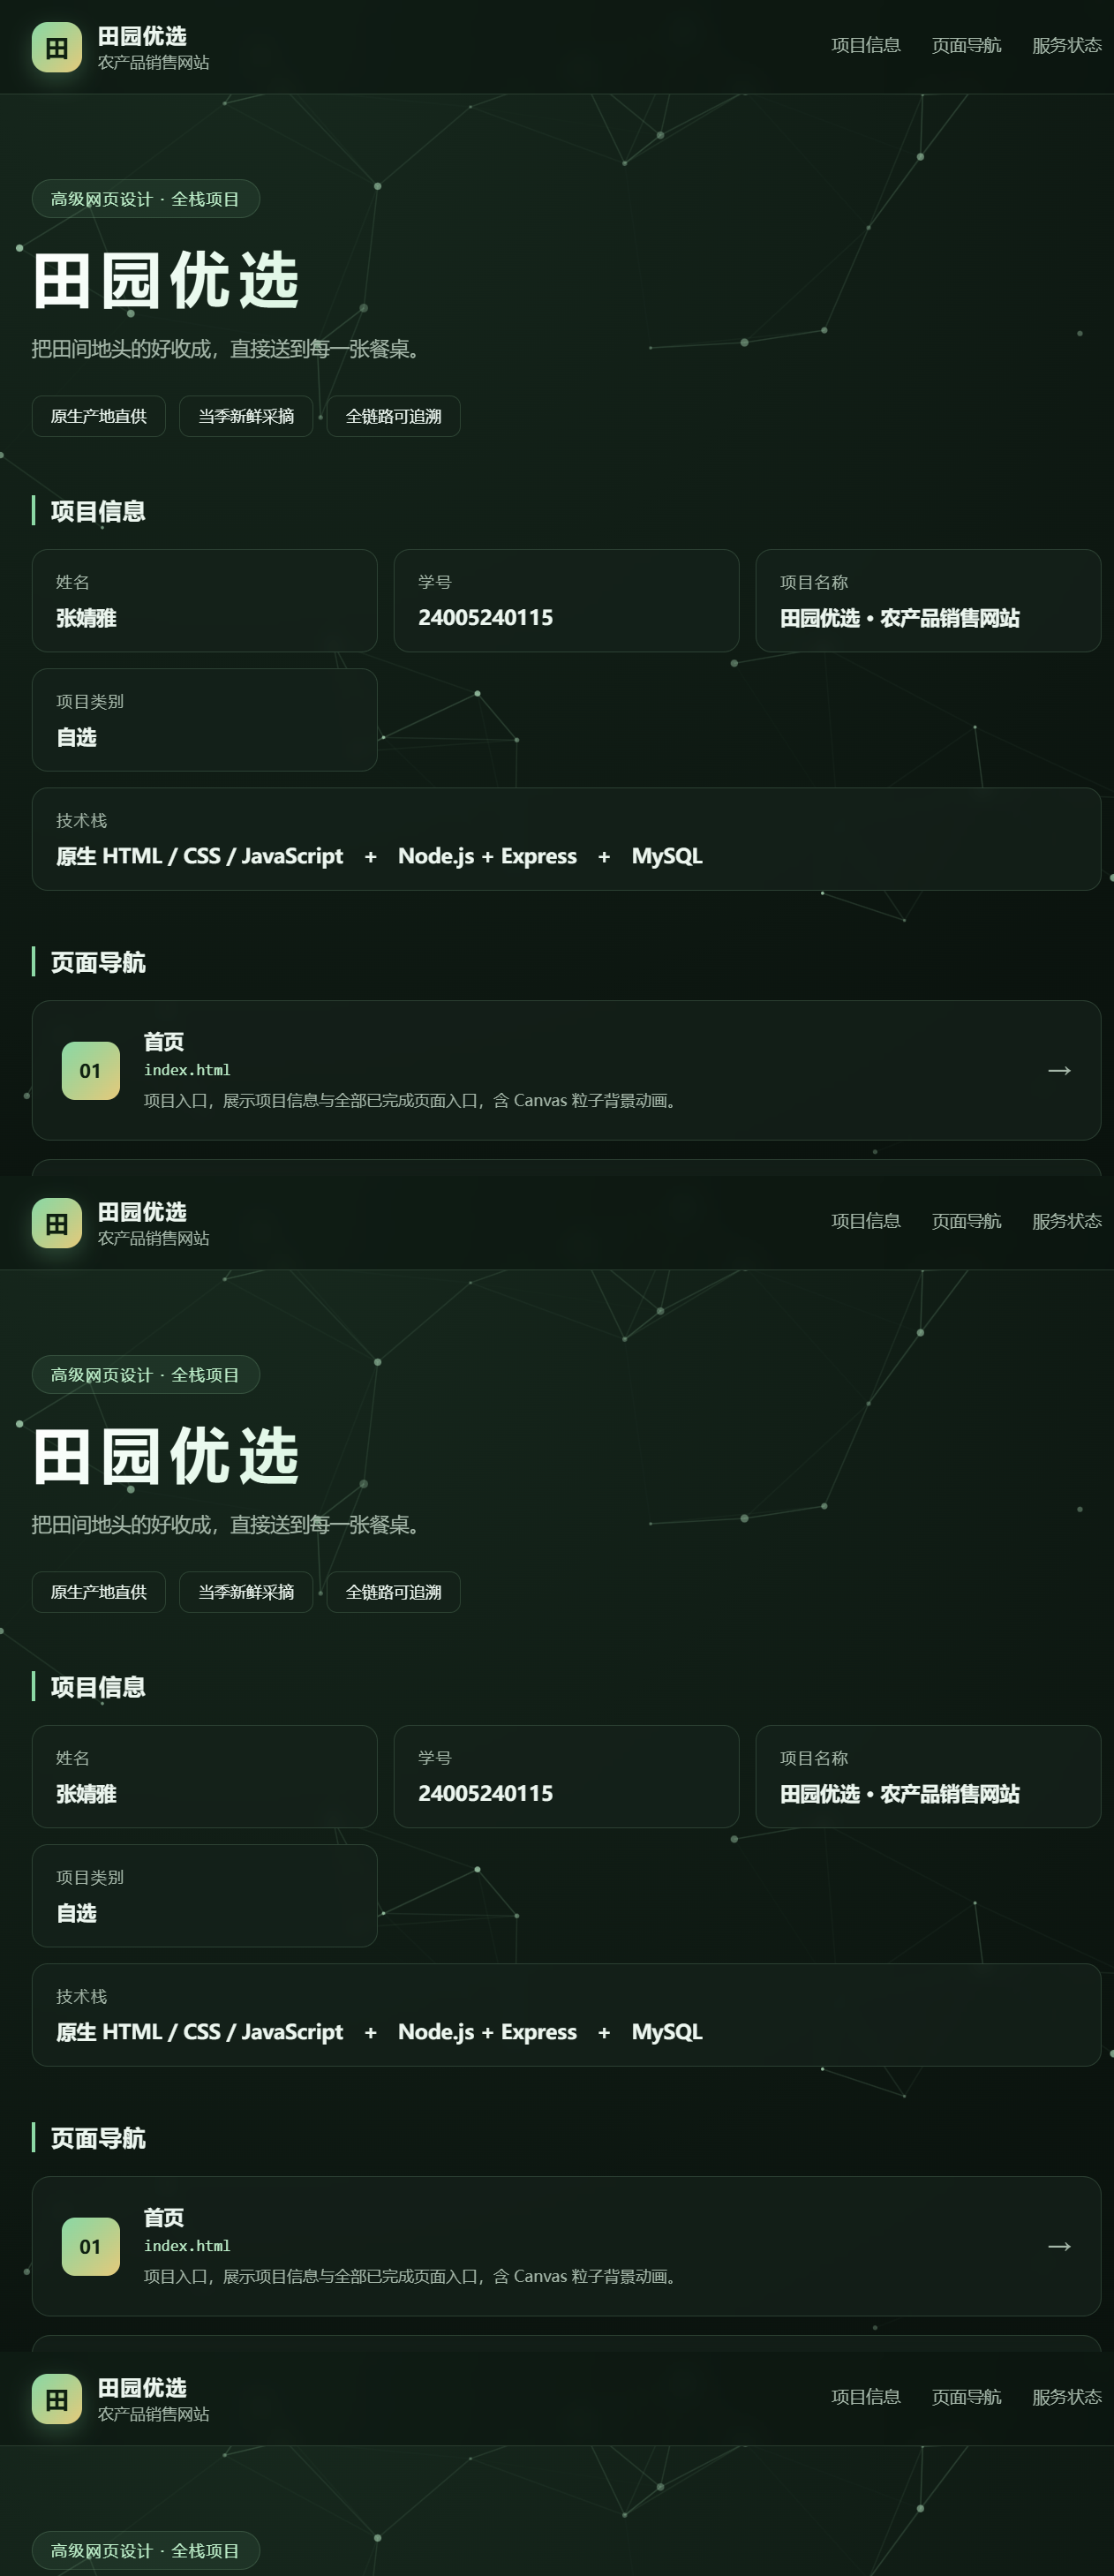 田
田园优选
农产品销售网站
项目信息 页面导航 服务状态
高级网页设计 · 全栈项目
田园优选
把田间地头的好收成，直接送到每一张餐桌。
原生产地直供 当季新鲜采摘 全链路可追溯
项目信息
姓名
张婧雅
学号
24005240115
项目名称
田园优选 • 农产品销售网站
项目类别
自选
技术栈
原生 HTML / CSS / JavaScript + Node.js + Express + MySQL
页面导航
01
首页
index.html
项目入口，展示项目信息与全部已完成页面入口，含 Canvas 粒子背景动画。
→
田
田园优选
农产品销售网站
项目信息 页面导航 服务状态
高级网页设计 · 全栈项目
田园优选
把田间地头的好收成，直接送到每一张餐桌。
原生产地直供 当季新鲜采摘 全链路可追溯
项目信息
姓名
张婧雅
学号
24005240115
项目名称
田园优选 • 农产品销售网站
项目类别
自选
技术栈
原生 HTML / CSS / JavaScript + Node.js + Express + MySQL
页面导航
01
首页
index.html
项目入口，展示项目信息与全部已完成页面入口，含 Canvas 粒子背景动画。
→
田
田园优选
农产品销售网站
项目信息 页面导航 服务状态
高级网页设计 · 全栈项目